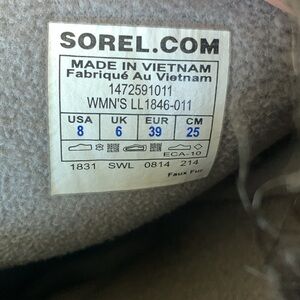 SOREL.COM
MADE IN VIETNAM
Fabriqué Au Vietnam
1472591011
WMN'S LL1846-011
USA UK EUR CM
8 6 39 25
ECA-10
1831 SWL 0814 214
Faux Fur